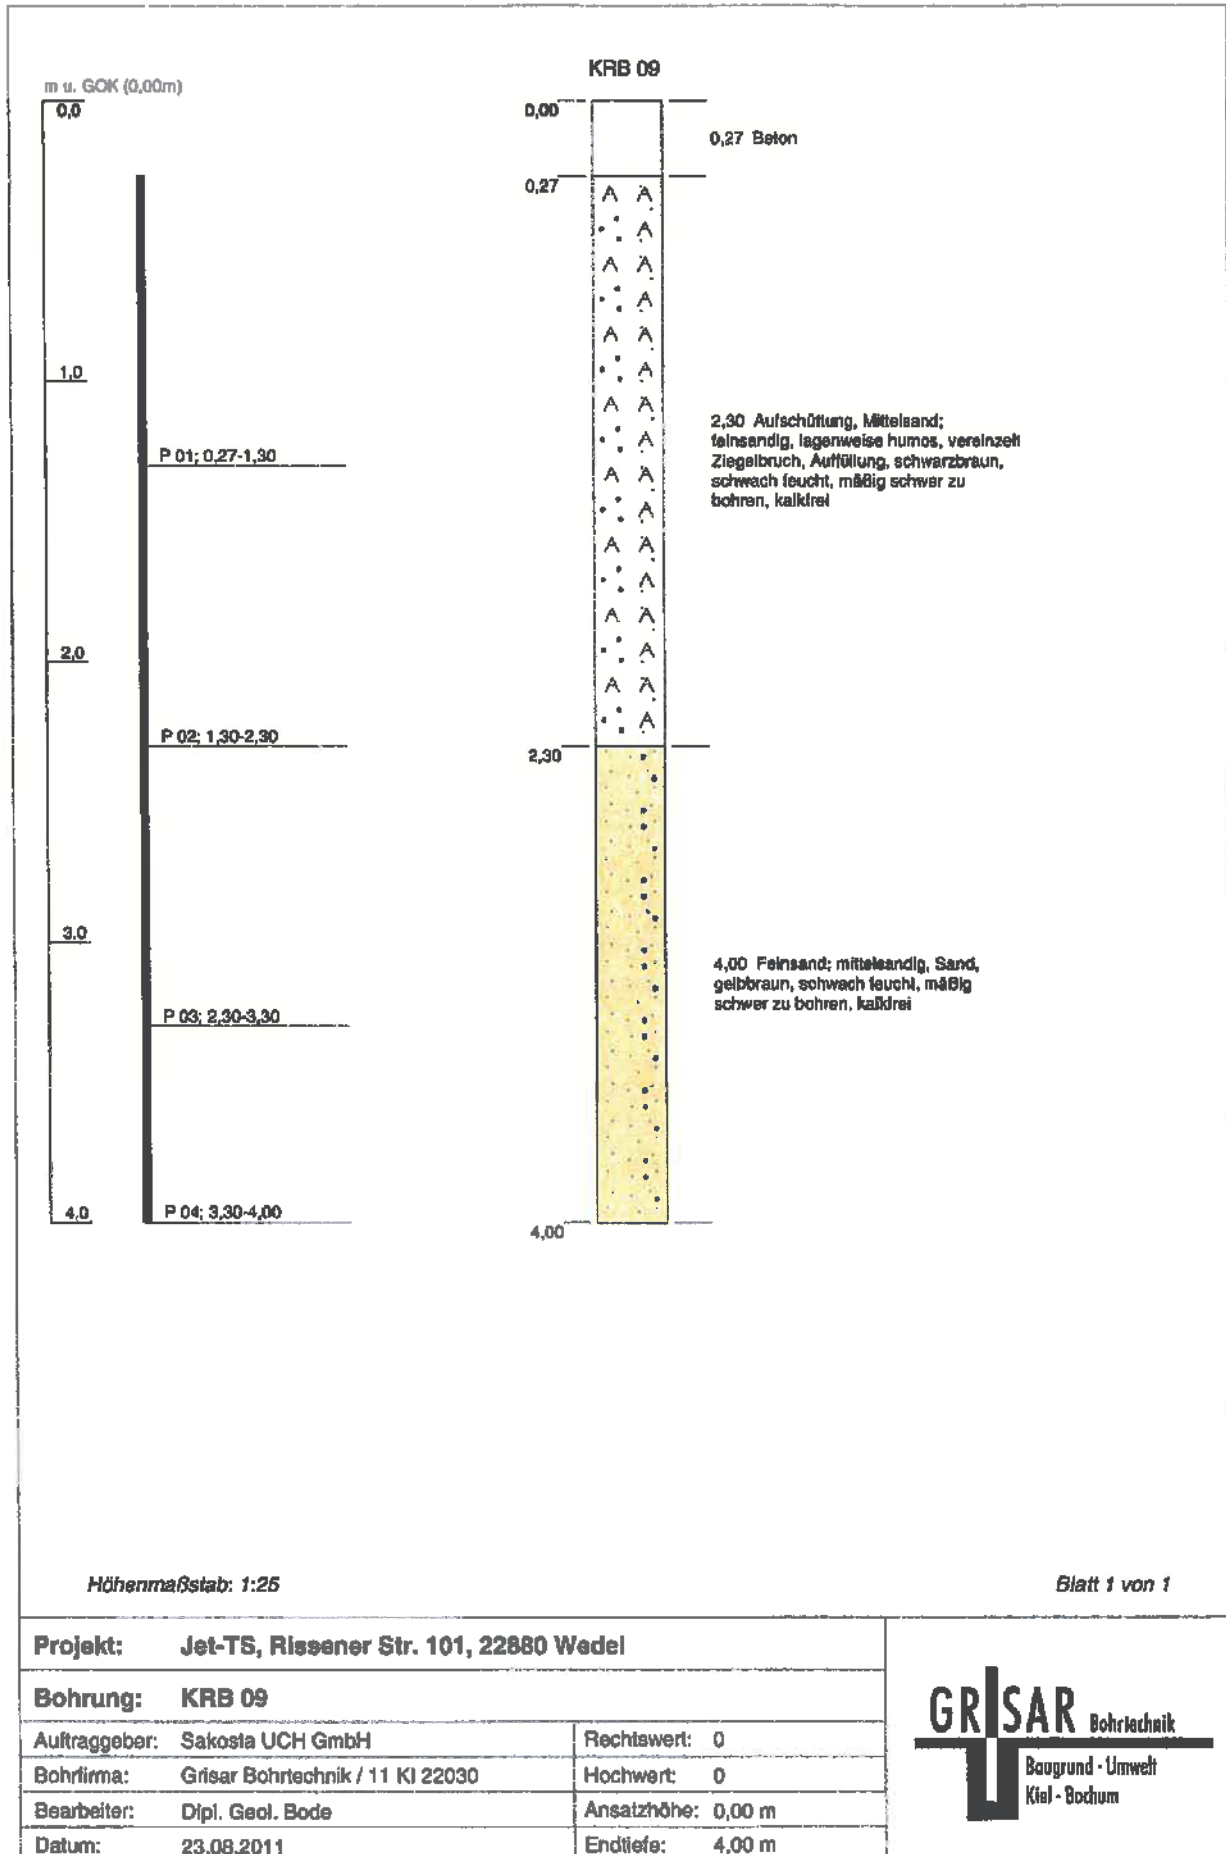 KRB 09
m u. GOK (0,00m)
0,0
1,0
2,0
3,0
4,0
P 01; 0,27-1,30
P 02; 1,30-2,30
P 03; 2,30-3,30
P 04; 3,30-4,00
0,00
0,27
2,30
4,00
0,27 Beton
2,30 Aufschüttung, Mittelsand;
feinsandig, lagenweise humos, vereinzelt
Ziegelbruch, Auffüllung, schwarzbraun,
schwach feucht, mäßig schwer zu
bohren, kalkfrei
4,00 Feinsand; mittelsandig, Sand,
gelbbraun, schwach feucht, mäßig
schwer zu bohren, kalkfrei
Höhenmaßstab: 1:25
Blatt 1 von 1
Projekt: Jet-TS, Rissener Str. 101, 22880 Wedel
Bohrung: KRB 09
Auftraggeber: Sakosta UCH GmbH
Rechtswert: 0
Bohrfirma: Grisar Bohrtechnik / 11 KI 22030
Hochwert: 0
Bearbeiter: Dipl. Geol. Bode
Ansatzhöhe: 0,00 m
Datum: 23.08.2011
Endtiefe: 4,00 m
GRISAR Bohrtechnik
Baugrund - Umwelt
Kiel - Bochum